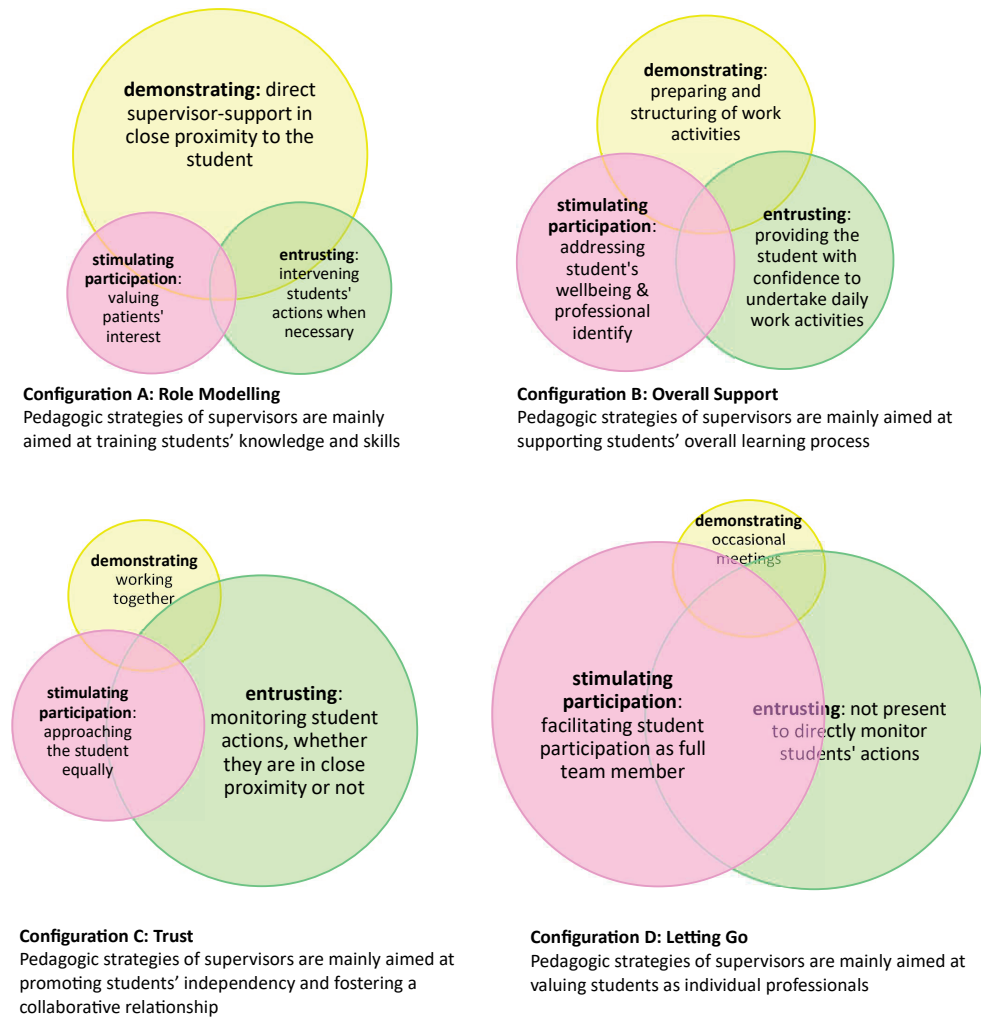 demonstrating: direct
supervisor-support in
close proximity to the
student
stimulating
participation:
valuing
patients'
interest
entrusting:
intervening
students'
actions when
necessary
Configuration A: Role Modelling
Pedagogic strategies of supervisors are mainly
aimed at training students’ knowledge and skills
demonstrating:
preparing and
structuring of work
activities
stimulating
participation:
addressing
student's
wellbeing &
professional
identify
entrusting:
providing the
student with
confidence to
undertake daily
work activities
Configuration B: Overall Support
Pedagogic strategies of supervisors are mainly aimed at
supporting students’ overall learning process
demonstrating
working
together
stimulating
participation:
approaching
the student
equally
entrusting:
monitoring student
actions, whether
they are in close
proximity or not
Configuration C: Trust
Pedagogic strategies of supervisors are mainly aimed at
promoting students’ independency and fostering a
collaborative relationship
demonstrating
occasional
meetings
stimulating
participation:
facilitating student
participation as full
team member
entrusting: not present
to directly monitor
students' actions
Configuration D: Letting Go
Pedagogic strategies of supervisors are mainly aimed at
valuing students as individual professionals